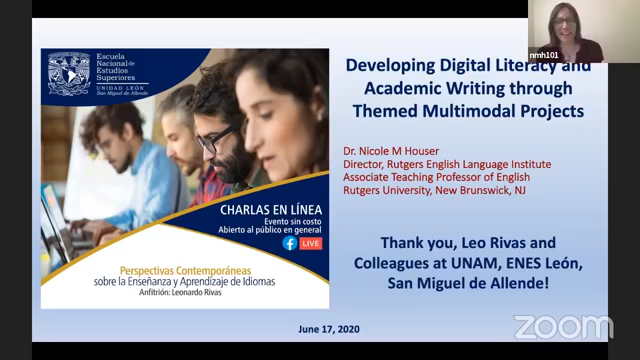 nmh101
Escuela
Nacional de
Estudios
Superiores
UNIDAD LEÓN
San Miguel de Allende
CHARLAS EN LÍNEA
Evento sin costo
Abierto al público en general
f LIVE
Perspectivas Contemporáneas
sobre la Enseñanza y Aprendizaje de Idiomas
Anfitrión: Leonardo Rivas
Developing Digital Literacy and
Academic Writing through
Themed Multimodal Projects
Dr. Nicole M Houser
Director, Rutgers English Language Institute
Associate Teaching Professor of English
Rutgers University, New Brunswick, NJ
Thank you, Leo Rivas and
Colleagues at UNAM, ENES León,
San Miguel de Allende!
June 17, 2020
zoom